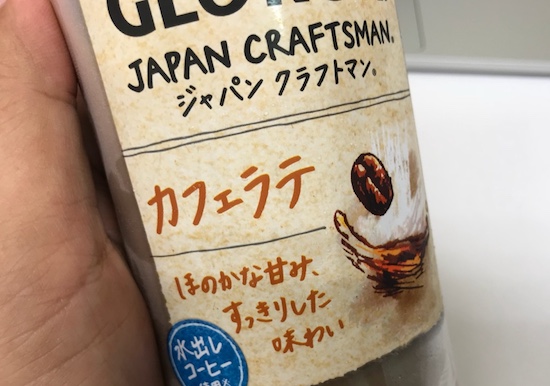 JAPAN CRAFTSMAN®
ジャパン クラフトマン®
カフェラテ
ほのかな甘み、
すっきりした
味わい
水出し
コーヒー